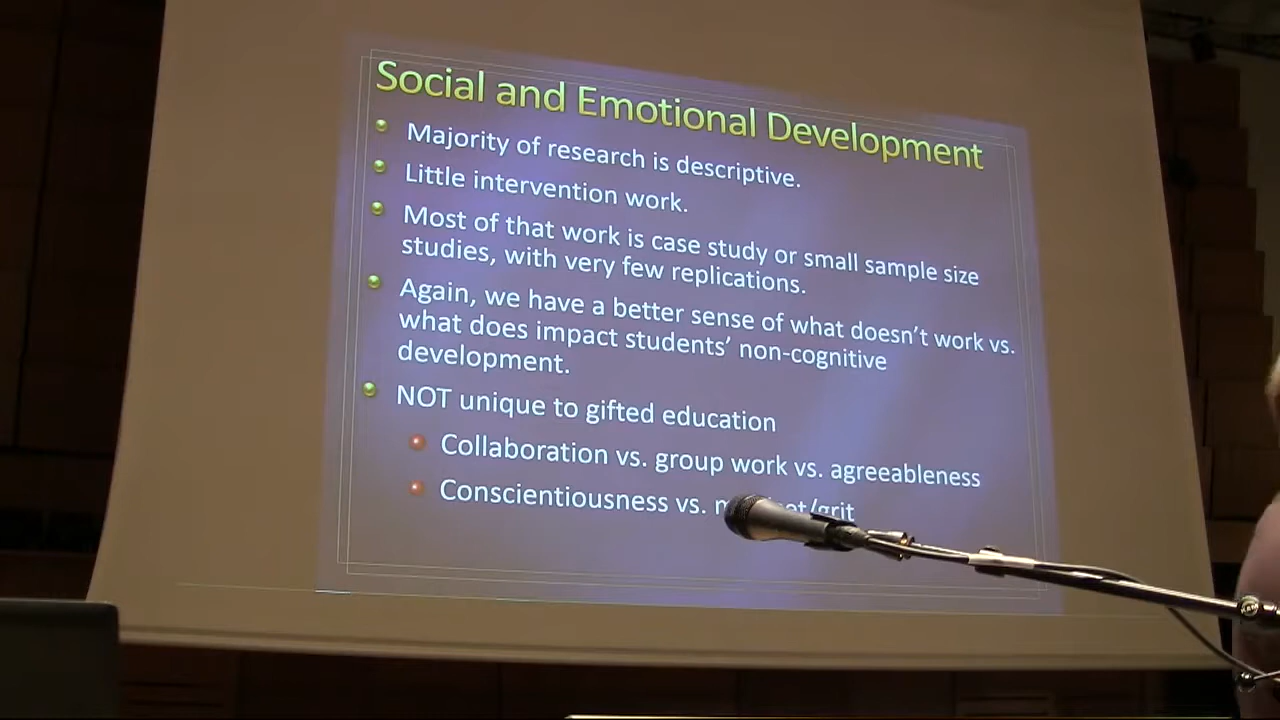 Social and Emotional Development
Majority of research is descriptive.
Little intervention work.
Most of that work is case study or small sample size
studies, with very few replications.
Again, we have a better sense of what doesn't work vs.
what does impact students' non-cognitive
development.
NOT unique to gifted education
Collaboration vs. group work vs. agreeableness
Conscientiousness vs. /grit